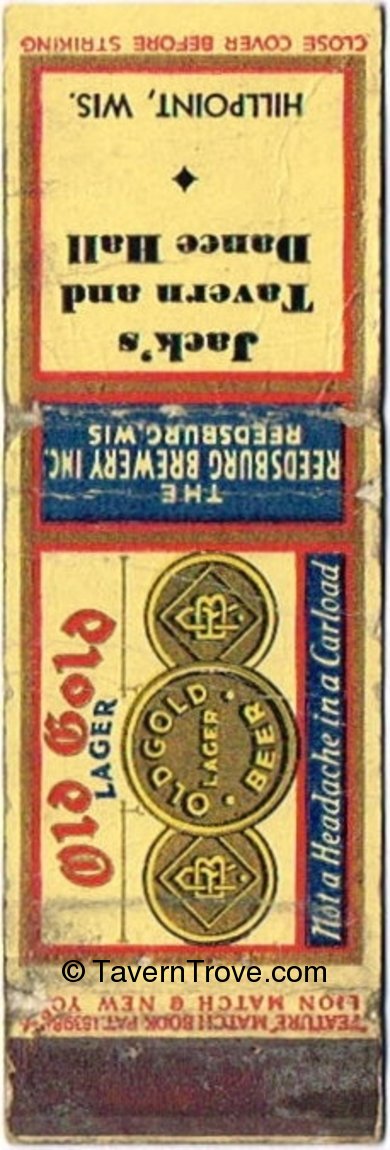 CLOSE COVER BEFORE STRIKING
Jack's
Tavern and
Dance Hall
HILLPOINT, WIS.
THE
REEDSBURG BREWERY INC.
REEDSBURG, WIS
Old Gold
LAGER
OLD GOLD
LAGER
BEER
Not a Headache in a Carload
© TavernTrove.com
"FEATURE" MATCH BOOK PAT.
LION MATCH NEW YO